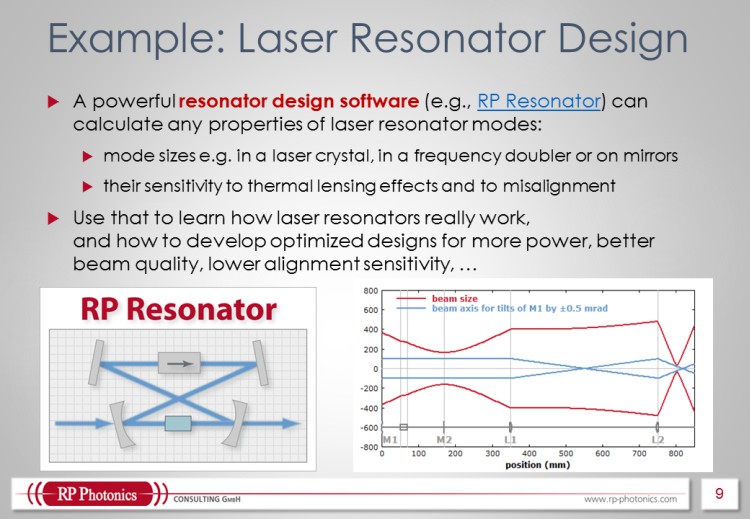 Example: Laser Resonator Design
A powerful resonator design software (e.g., RP Resonator) can
calculate any properties of laser resonator modes:
mode sizes e.g. in a laser crystal, in a frequency doubler or on mirrors
their sensitivity to thermal lensing effects and to misalignment
Use that to learn how laser resonators really work,
and how to develop optimized designs for more power, better
beam quality, lower alignment sensitivity, …
RP Resonator
800
600
400
200
0
-200
-400
-600
-800
beam size
beam axis for tilts of M1 by ±0.5 mrad
M1 M2 L1 L2
0 100 200 300 400 500 600 700 800
position (mm)
RP Photonics CONSULTING GmbH
www.rp-photonics.com
9